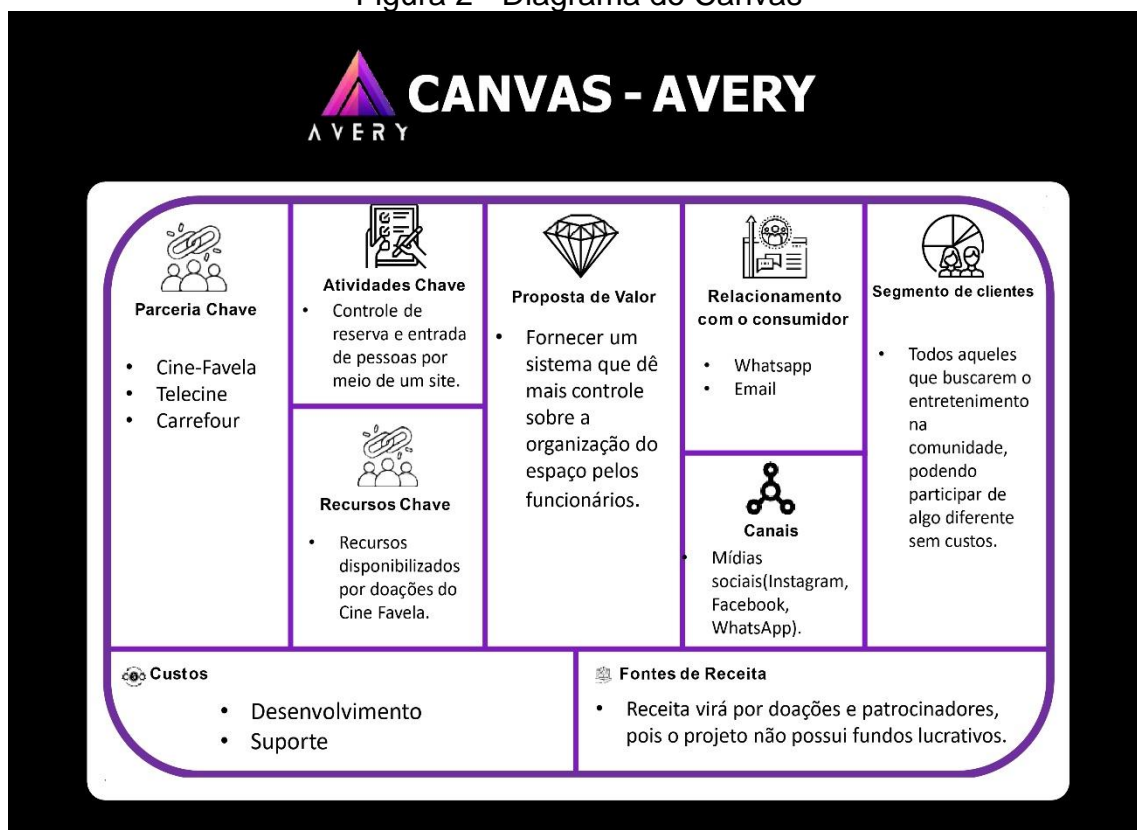 Figura 2 - Diagrama do Canvas
AVERY
CANVAS - AVERY
Parceria Chave
• Cine-Favela
• Telecine
• Carrefour
Atividades Chave
• Controle de
reserva e entrada
de pessoas por
meio de um site.
Recursos Chave
• Recursos
disponibilizados
por doações do
Cine Favela.
Proposta de Valor
• Fornecer um
sistema que dê
mais controle
sobre a
organização do
espaço pelos
funcionários.
Relacionamento
com o consumidor
• Whatsapp
• Email
Canais
• Mídias
sociais(Instagram,
Facebook,
WhatsApp).
Segmento de clientes
• Todos aqueles
que buscarem o
entretenimento
na
comunidade,
podendo
participar de
algo diferente
sem custos.
Custos
• Desenvolvimento
• Suporte
Fontes de Receita
• Receita virá por doações e patrocinadores,
pois o projeto não possui fundos lucrativos.